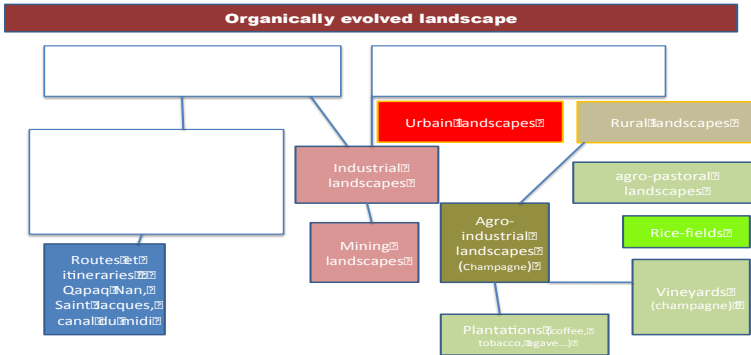 Organically evolved landscape
Urbain landscapes
Rural landscapes
Industrial
landscapes
agro-pastoral
landscapes
Agro-
industrial
landscapes
(Champagne)
Mining
landscapes
Rice-fields
Routes et
itineraries
Qapaq Nan,
Saint Jacques,
canal du midi
Vineyards
(champagne)
Plantations (coffee,
tobacco, agave...)